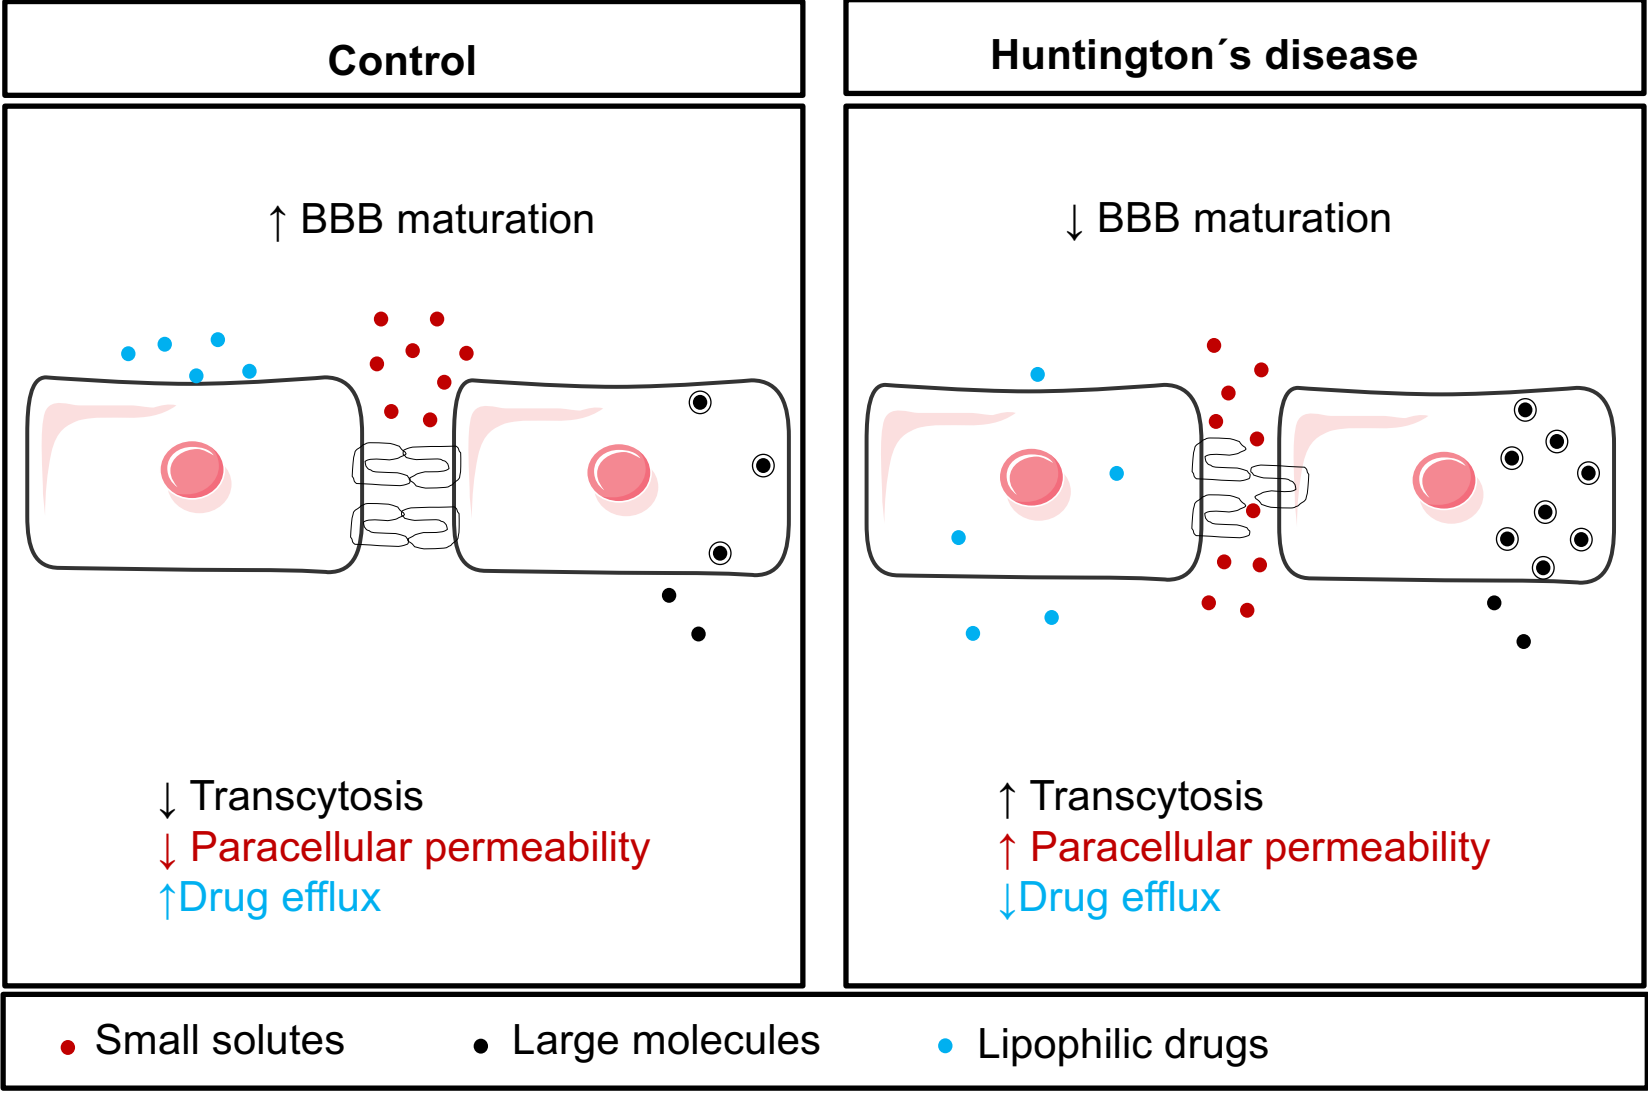 Control
Huntington´s disease
↑ BBB maturation
↓ BBB maturation
↓ Transcytosis
↓ Paracellular permeability
↑Drug efflux
↑ Transcytosis
↑ Paracellular permeability
↓Drug efflux
Small solutes
Large molecules
Lipophilic drugs